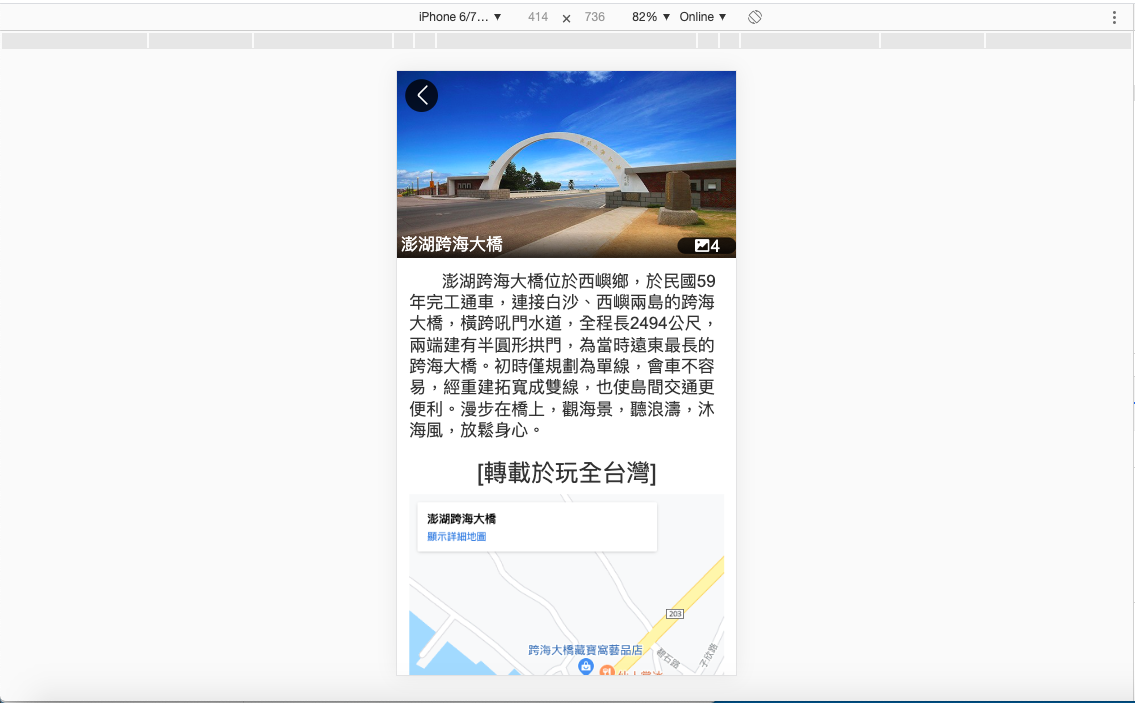 iPhone 6/7… ▼ 414 × 736 82% ▼ Online ▼
澎湖跨海大橋
4
澎湖跨海大橋位於西嶼鄉，於民國59
年完工通車，連接白沙、西嶼兩島的跨海
大橋，橫跨吼門水道，全程長2494公尺，
兩端建有半圓形拱門，為當時遠東最長的
跨海大橋。初時僅規劃為單線，會車不容
易，經重建拓寬成雙線，也使島間交通更
便利。漫步在橋上，觀海景，聽浪濤，沐
海風，放鬆身心。
[轉載於玩全台灣]
澎湖跨海大橋
顯示詳細地圖
203
跨海大橋藏寶窩藝品店
子欣路